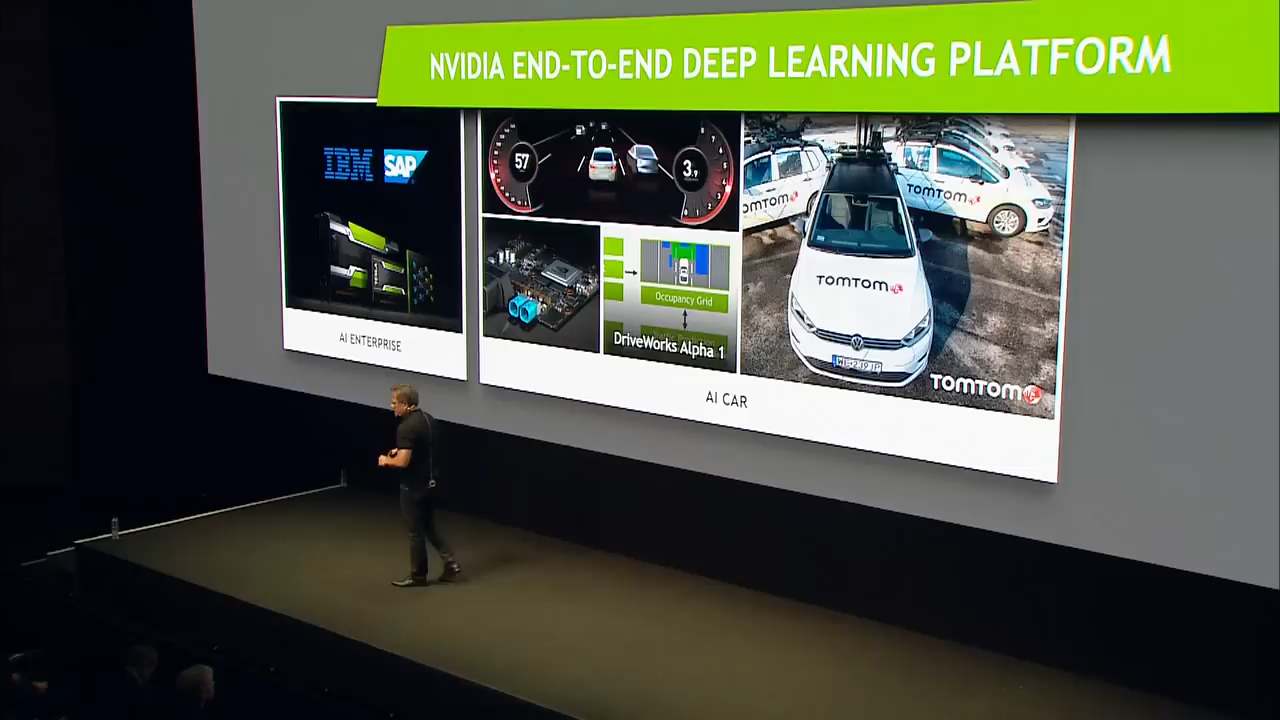 NVIDIA END-TO-END DEEP LEARNING PLATFORM
IBM SAP
AI ENTERPRISE
57
3.9
Occupancy Grid
DriveWorks Alpha 1
TOMTOM
TOMTOM
TOMTOM
TOMTOM
AI CAR